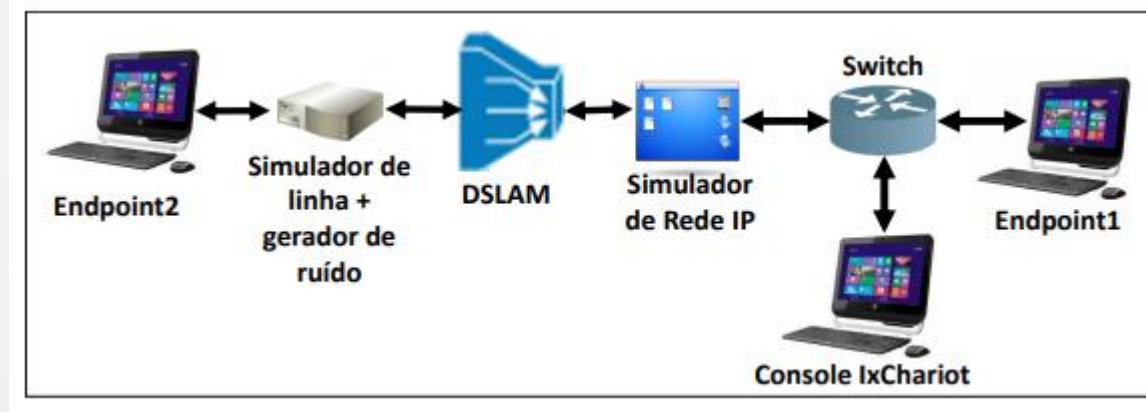 Endpoint2
Simulador de
linha +
gerador de
ruído
DSLAM
Simulador
de Rede IP
Switch
Endpoint1
Console IxChariot